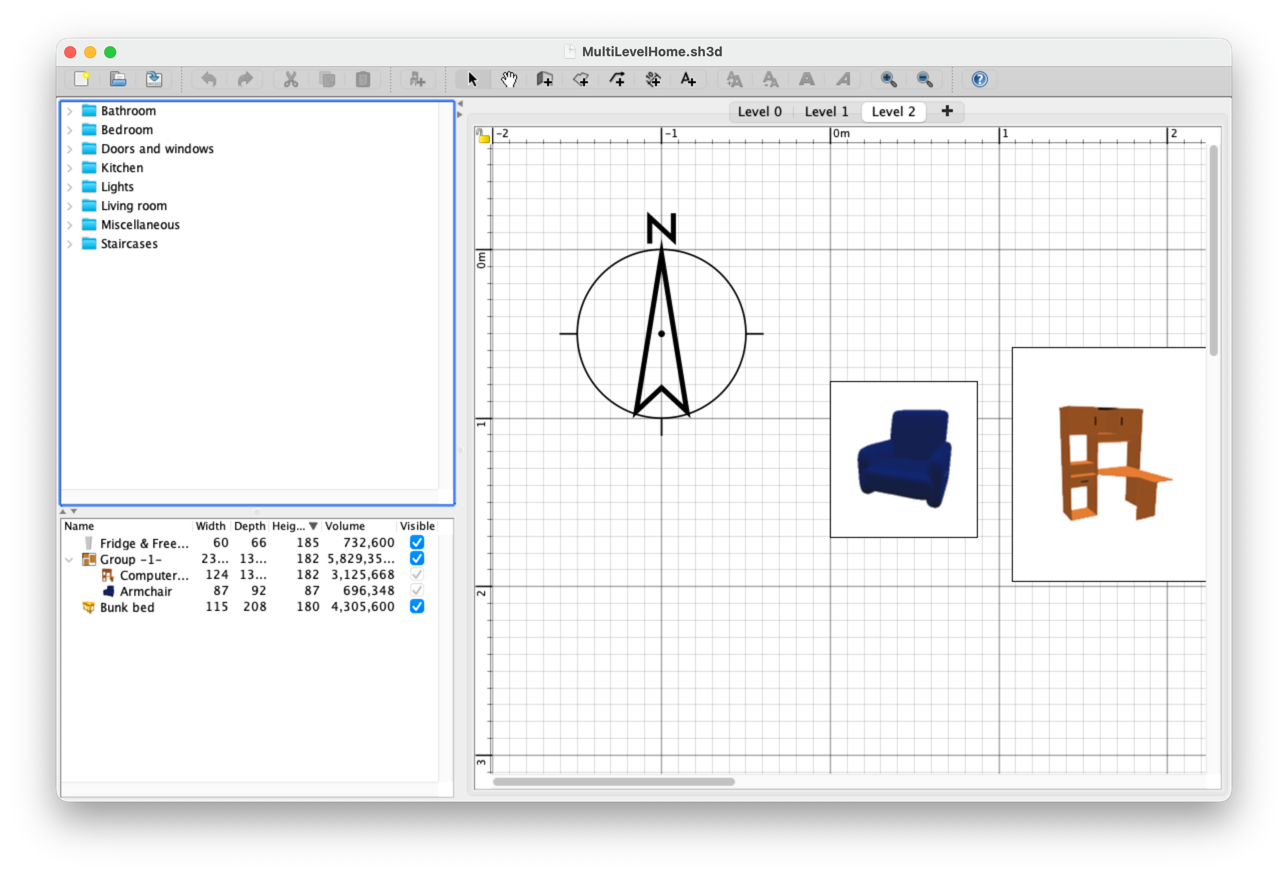 MultiLevelHome.sh3d
Bathroom
Bedroom
Doors and windows
Kitchen
Lights
Living room
Miscellaneous
Staircases
Name Width Depth Heig... ▼ Volume Visible
Fridge & Free... 60 66 185 732,600
Group -1- 23... 13... 182 5,829,35...
Computer... 124 13... 182 3,125,668
Armchair 87 92 87 696,348
Bunk bed 115 208 180 4,305,600
Level 0 Level 1 Level 2 +
-2 -1 0m 1 2
N
0m
1
2
3